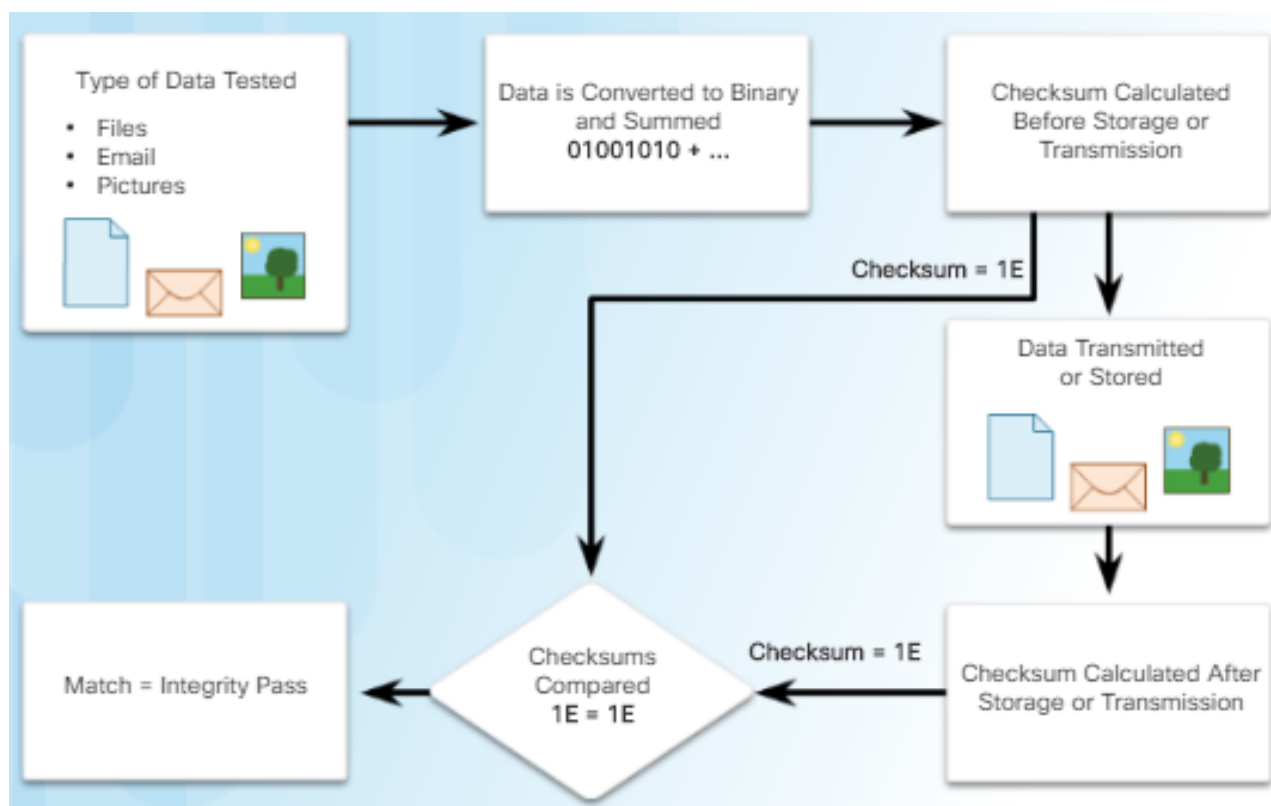 Type of Data Tested
• Files
• Email
• Pictures
Data is Converted to Binary
and Summed
01001010 + ...
Checksum Calculated
Before Storage or
Transmission
Checksum = 1E
Data Transmitted
or Stored
Checksum Calculated After
Storage or Transmission
Checksum = 1E
Checksums
Compared
1E = 1E
Match = Integrity Pass